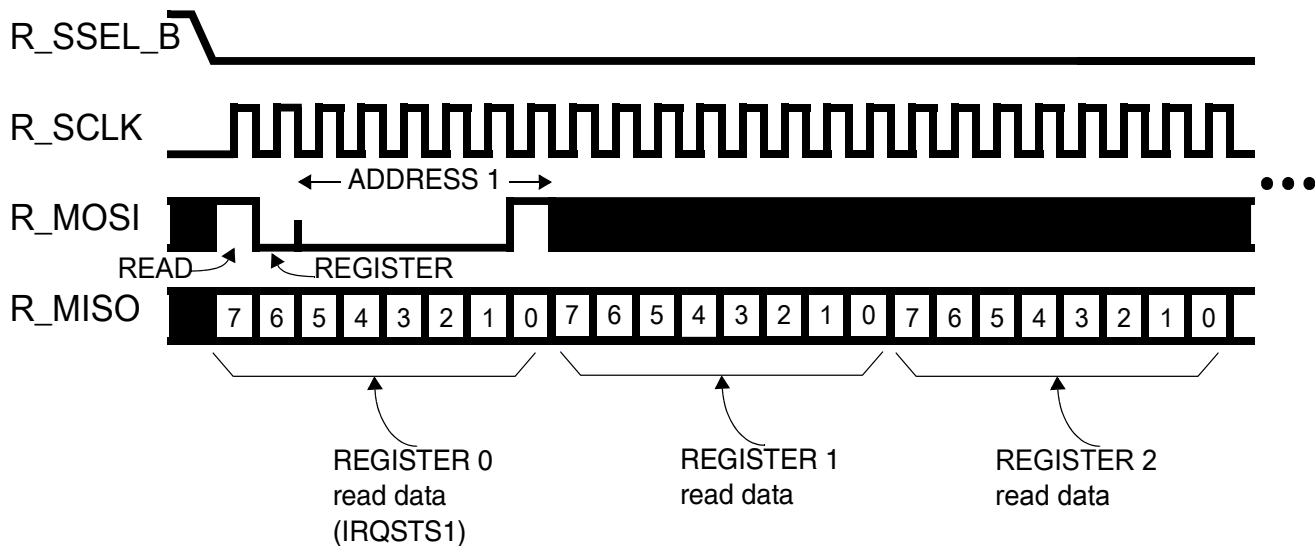 R_SSEL_B
R_SCLK
ADDRESS 1
R_MOSI
READ
REGISTER
R_MISO
7 6 5 4 3 2 1 0 7 6 5 4 3 2 1 0 7 6 5 4 3 2 1 0
REGISTER 0
read data
(IRQSTS1)
REGISTER 1
read data
REGISTER 2
read data